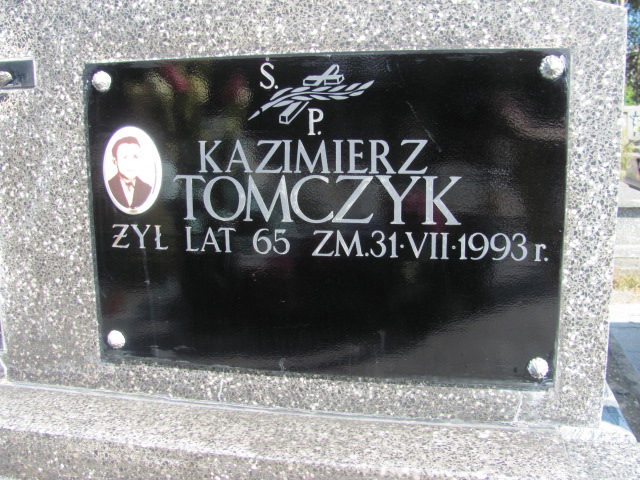 Ś.
P.
KAZIMIERZ
TOMCZYK
ŻYŁ LAT 65 ZM.31·VII·1993 r.